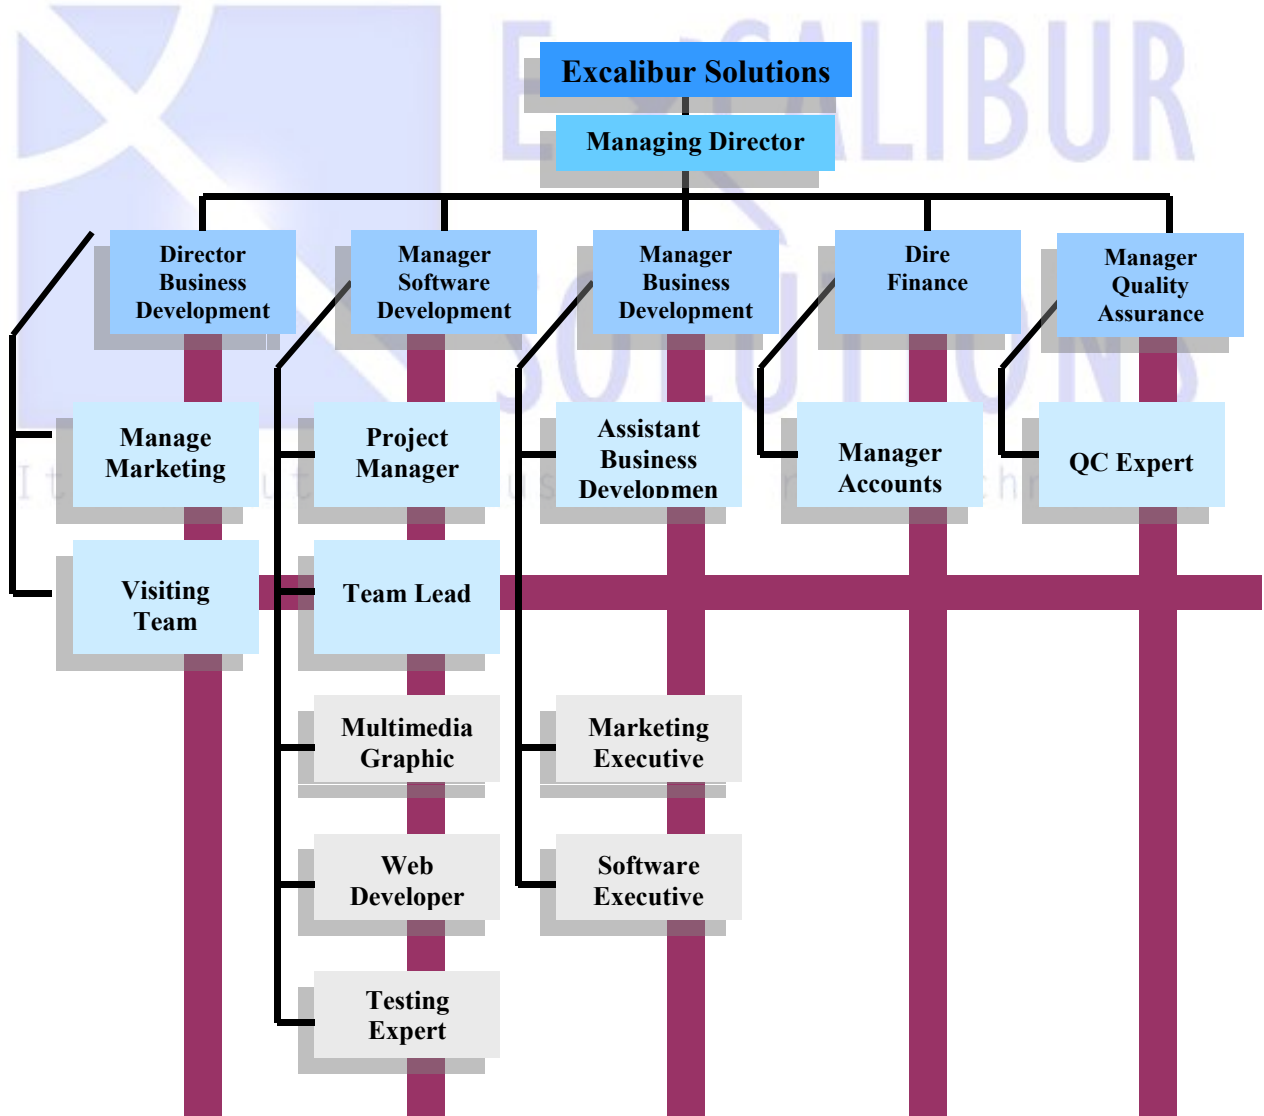 EXCALIBUR
SOLUTIONS
Excalibur Solutions
Managing Director
Director
Business
Development
Manager
Software
Development
Manager
Business
Development
Dire
Finance
Manager
Quality
Assurance
Manage
Marketing
Project
Manager
Assistant
Business
Developmen
Manager
Accounts
QC Expert
Visiting
Team
Team Lead
Multimedia
Graphic
Marketing
Executive
Web
Developer
Software
Executive
Testing
Expert